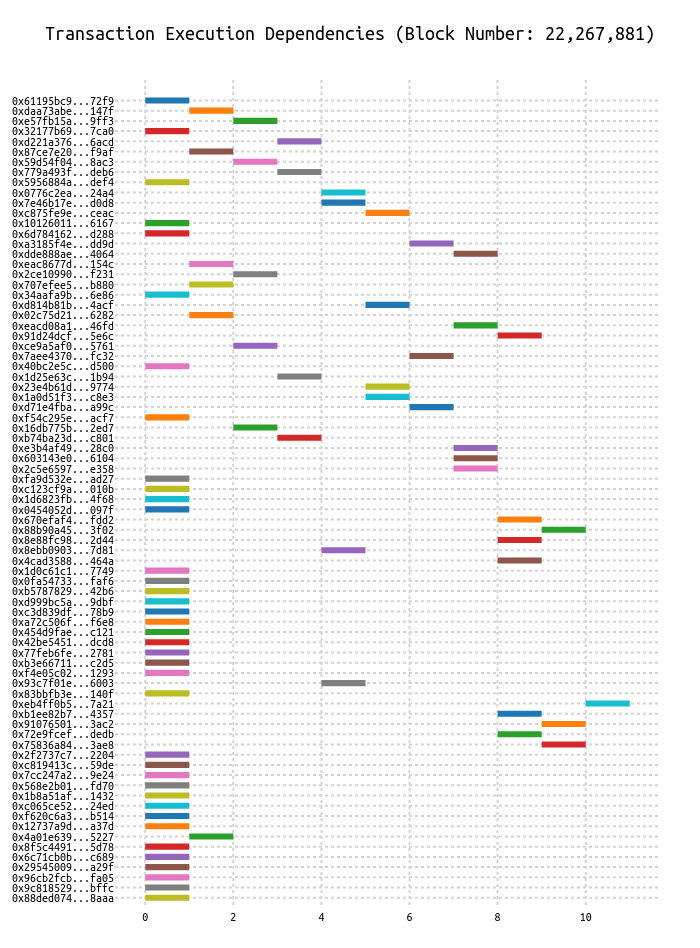 Transaction Execution Dependencies (Block Number: 22,267,881)
0x61195bc9...72f9
0xdaa73abe...147f
0xe57fb15a...9ff3
0x32177b69...7ca0
0xd221a376...6acd
0x87ce7e20...f9af
0x59d54f04...8ac3
0x779a493f...deb6
0x5956884a...def4
0x0776c2ea...24a4
0x7e46b17e...d0d8
0xc875fe9e...ceac
0x10126011...6167
0x6d784162...d288
0xa3185f4e...dd9d
0xdde888ae...4064
0xeac8677d...154c
0x2ce10990...f231
0x707efee5...b880
0x34aafa9b...6e86
0xd814b81b...4acf
0x02c75d21...6282
0xeacd08a1...46fd
0x91d24dcf...5e6c
0xce9a5af0...5761
0x7aee4370...fc32
0x40bc2e5c...d500
0x1d25e63c...1b94
0x23e4b61d...9774
0x1a0d51f3...c8e3
0xd71e4fba...a99c
0xf54c295e...acf7
0x16db775b...2ed7
0xb74ba23d...c801
0xe3b4af49...28c0
0x603143e0...6104
0x2c5e6597...e358
0xfa9d532e...ad27
0xc123cf9a...010b
0x1d6823fb...4f68
0x0454052d...097f
0x670efaf4...fdd2
0x88b90a45...3f02
0x8e88fc98...2d44
0x8ebb0903...7d81
0x4cad3588...464a
0x1d0c61c1...7749
0x0fa54733...faf6
0xb5787829...42b6
0xd999bc5a...9dbf
0xc3d839df...78b9
0xa72c506f...f6e8
0x454d9fae...c121
0x42be5451...dcd8
0x77feb6fe...2781
0xb3e66711...c2d5
0xf4e05c02...1293
0x93c7f01e...6003
0x83bbfb3e...140f
0xeb4ff0b5...7a21
0xb1ee82b7...4357
0x91076501...3ac2
0x72e9fcef...dedb
0x75836a84...3ae8
0x2f2737c7...2204
0xc819413c...59de
0x7cc247a2...9e24
0x568e2b01...fd70
0x1b8a51af...1432
0xc065ce52...24ed
0xf620c6a3...b514
0x12737a9d...a37d
0x4a01e639...5227
0x8f5c4491...5d78
0x6c71cb0b...c689
0x29545009...a29f
0x96cb2fcb...fa05
0x9c818529...bffc
0x88ded074...8aaa
0 2 4 6 8 10